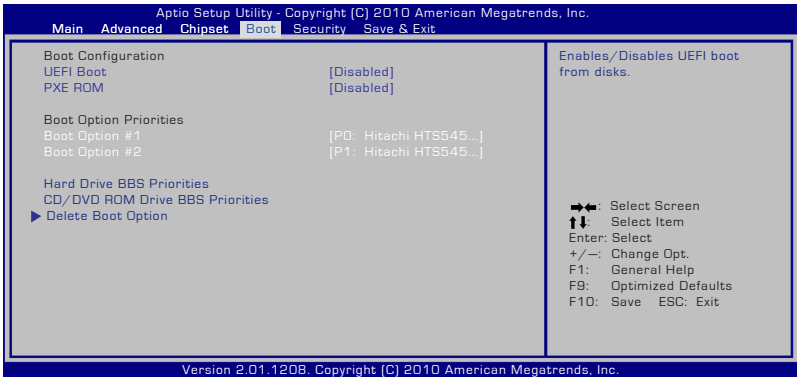 Aptio Setup Utility - Copyright (C) 2010 American Megatrends, Inc.
Main Advanced Chipset Boot Security Save & Exit
Boot Configuration
UEFI Boot [Disabled]
PXE ROM [Disabled]
Boot Option Priorities
Boot Option #1 [P0: Hitachi HTS545...]
Boot Option #2 [P1: Hitachi HTS545...]
Hard Drive BBS Priorities
CD/DVD ROM Drive BBS Priorities
Delete Boot Option
Enables/Disables UEFI boot
from disks.
→←: Select Screen
↑↓: Select Item
Enter: Select
+/—: Change Opt.
F1: General Help
F9: Optimized Defaults
F10: Save ESC: Exit
Version 2.01.1208. Copyright (C) 2010 American Megatrends, Inc.